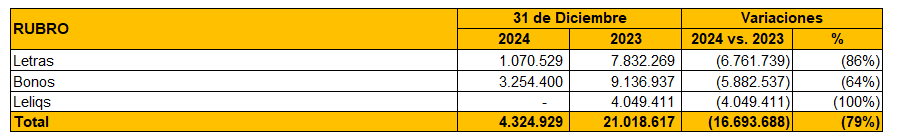 RUBRO 31 de Diciembre Variaciones
2024 2023 2024 vs. 2023 %
Letras 1.070.529 7.832.269 (6.761.739) (86%)
Bonos 3.254.400 9.136.937 (5.882.537) (64%)
Leliqs - 4.049.411 (4.049.411) (100%)
Total 4.324.929 21.018.617 (16.693.688) (79%)